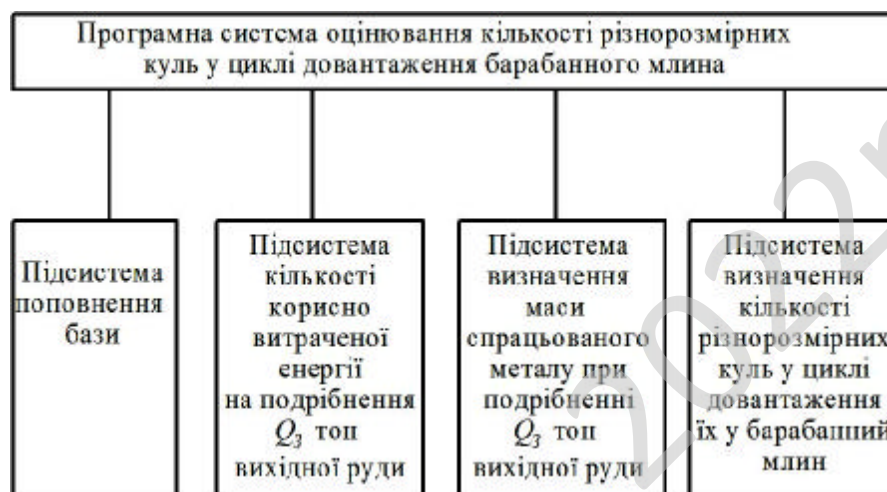 Програмна система оцінювання кількості різнорозмірних
куль у циклі довантаження барабанного млина
Підсистема
поповнення
бази
Підсистема
кількості
корисно
витраченої
енергії
на подрібнення
Q₃ тон
вихідної руди
Підсистема
визначення
маси
спрацьованого
металу при
подрібненні
Q₃ тон
вихідної руди
Підсистема
визначення
кількості
різнорозмірних
куль у циклі
довантаження
їх у барабанний
млин
2022р